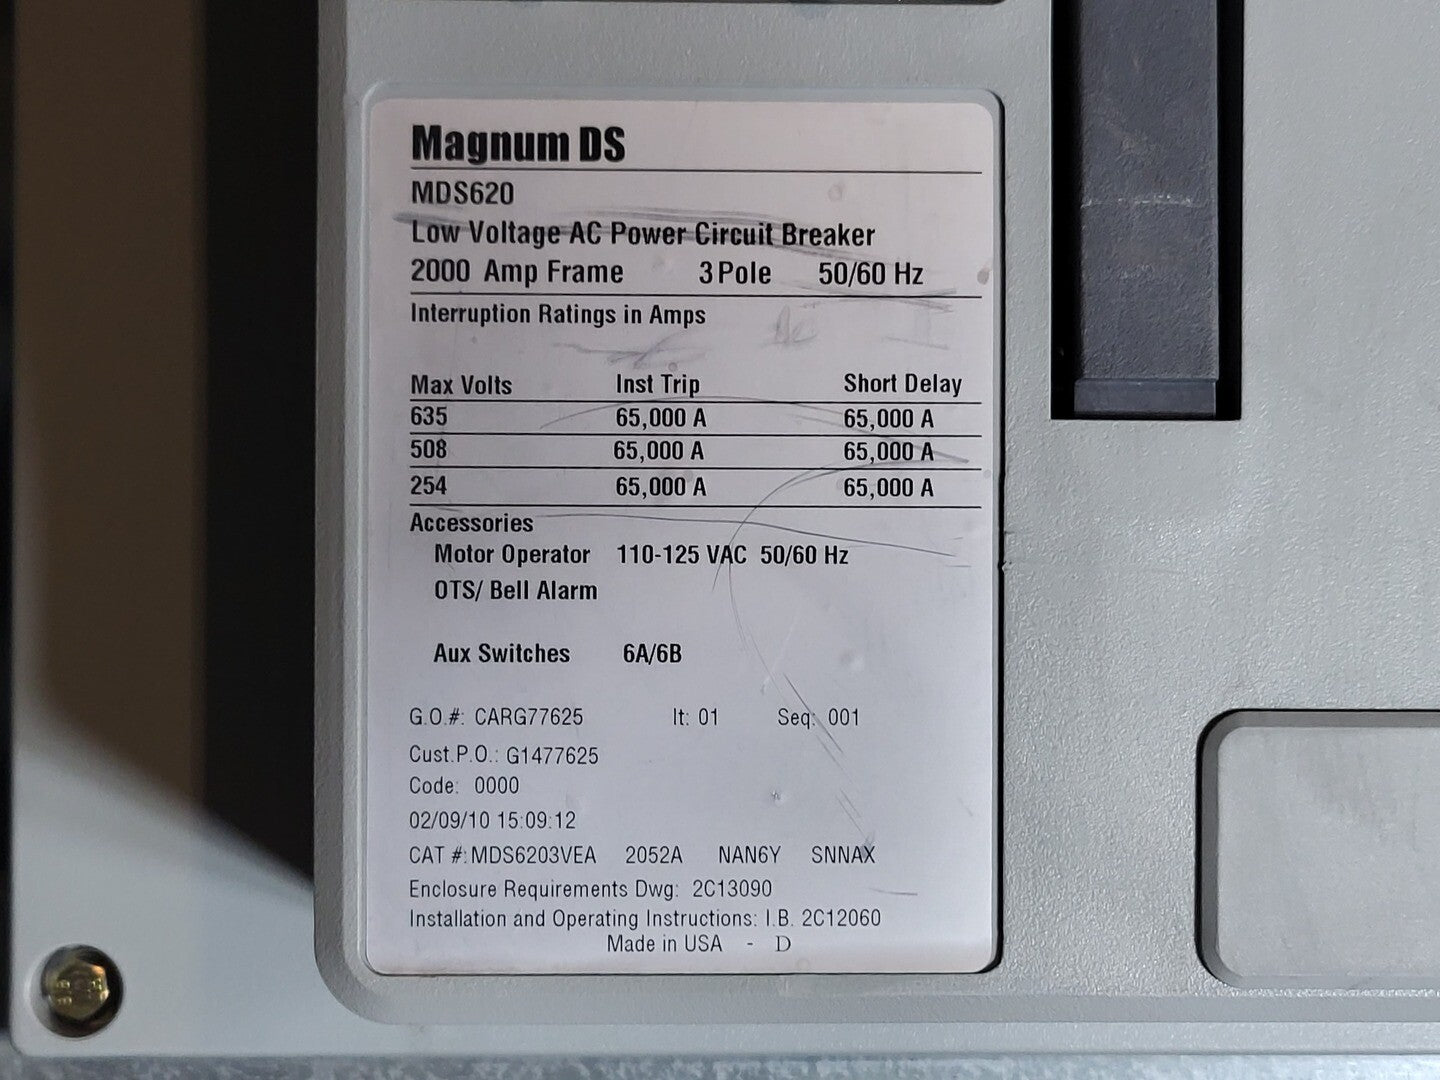 Magnum DS
MDS620
Low Voltage AC Power Circuit Breaker
2000 Amp Frame 3 Pole 50/60 Hz
Interruption Ratings in Amps
Max Volts Inst Trip Short Delay
635 65,000 A 65,000 A
508 65,000 A 65,000 A
254 65,000 A 65,000 A
Accessories
Motor Operator 110-125 VAC 50/60 Hz
OTS/ Bell Alarm
Aux Switches 6A/6B
G.O.#: CARG77625 It: 01 Seq: 001
Cust.P.O.: G1477625
Code: 0000
02/09/10 15:09:12
CAT #: MDS6203VEA 2052A NAN6Y SNNAX
Enclosure Requirements Dwg: 2C13090
Installation and Operating Instructions: I.B. 2C12060
Made in USA - D